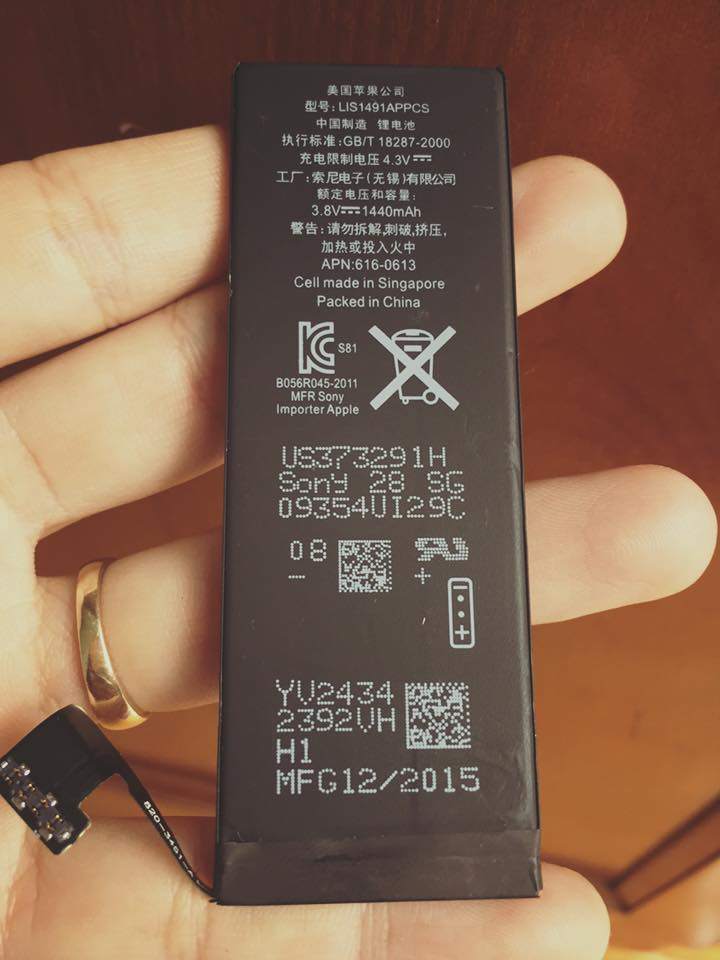 美国苹果公司
型号: LIS1491APPCS
中国制造 锂电池
执行标准:GB/T 18287-2000
充电限制电压 4.3V⎓
工厂: 索尼电子(无锡)有限公司
额定电压和容量:
3.8V⎓1440mAh
警告: 请勿拆解,刺破,挤压,
加热或投入火中
APN:616-0613
Cell made in Singapore
Packed in China
S81
B056R045-2011
MFR Sony
Importer Apple
US373291H
Sony 28 SG
09354UI29C
08
− +
− +
YV2434
2392VH
H1
MFG12/2015